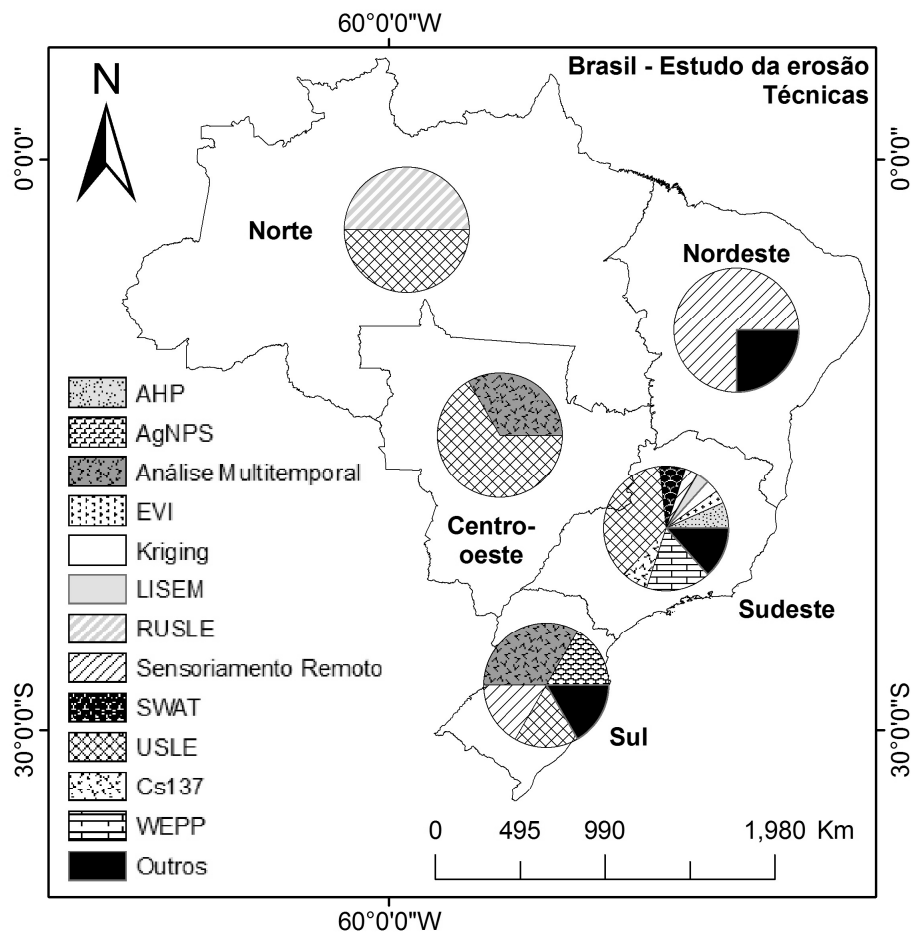 60°0'0"W
Brasil - Estudo da erosão
Técnicas
N
0°0'0"
0°0'0"
Norte
Nordeste
Centro-
oeste
Sudeste
Sul
AHP
AgNPS
Análise Multitemporal
EVI
Kriging
LISEM
RUSLE
Sensoriamento Remoto
SWAT
USLE
Cs137
WEPP
Outros
30°0'0"S
30°0'0"S
0 495 990 1,980 Km
60°0'0"W